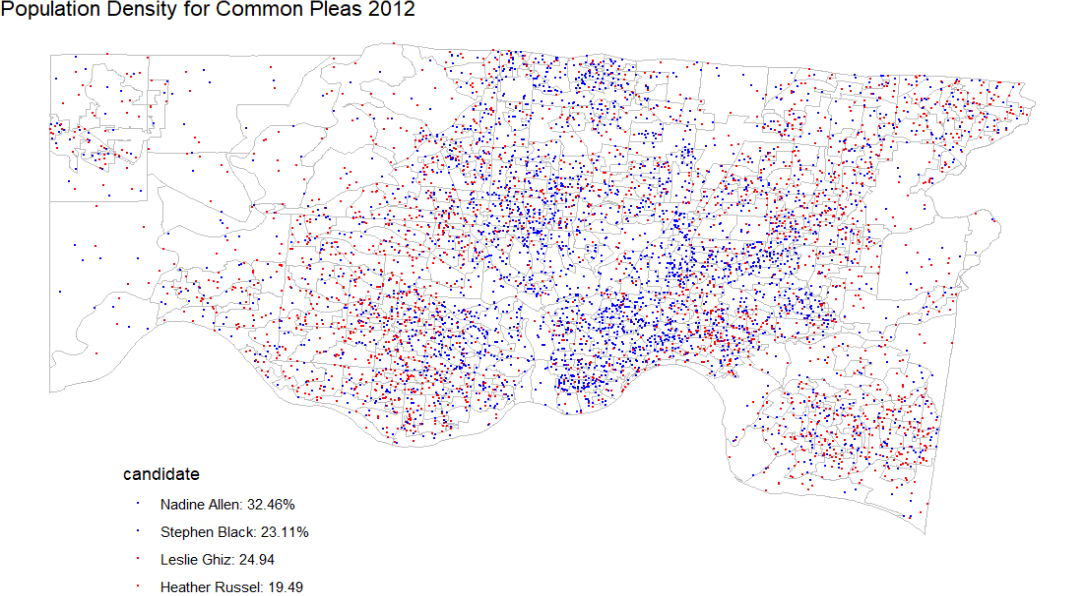 Population Density for Common Pleas 2012
candidate
Nadine Allen: 32.46%
Stephen Black: 23.11%
Leslie Ghiz: 24.94
Heather Russel: 19.49